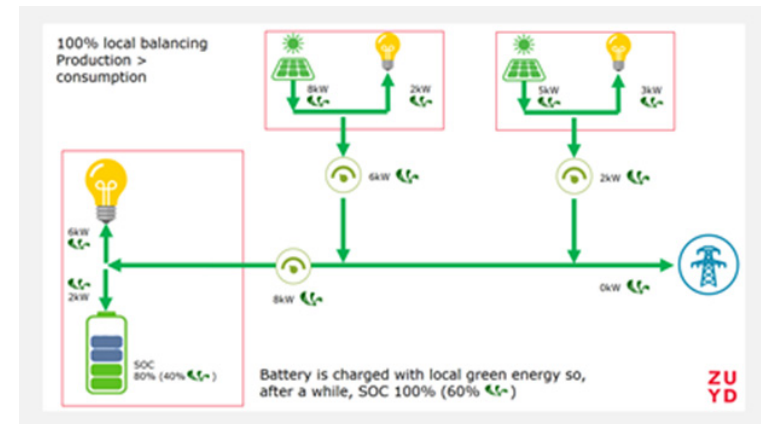 100% local balancing
Production >
consumption
8kW
2kW
5kW
3kW
6kW
2kW
6kW
2kW
8kW
0kW
SOC
80% (40% )
Battery is charged with local green energy so,
after a while, SOC 100% (60% )
ZU
YD